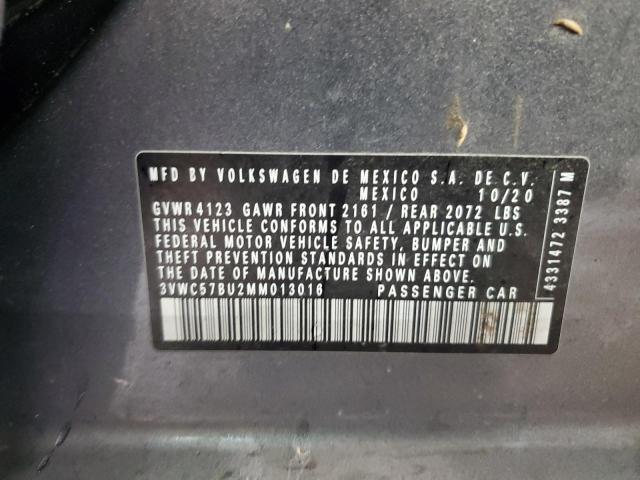 MFD BY VOLKSWAGEN DE MEXICO S.A. DE C.V.
MEXICO 10/20
GVWR 4123 GAWR FRONT 2161 / REAR 2072 LBS
THIS VEHICLE CONFORMS TO ALL APPLICABLE U.S.
FEDERAL MOTOR VEHICLE SAFETY, BUMPER AND
THEFT PREVENTION STANDARDS IN EFFECT ON
THE DATE OF MANUFACTURE SHOWN ABOVE.
3VWC57BU2MM013016 PASSENGER CAR
4331472 3387 M